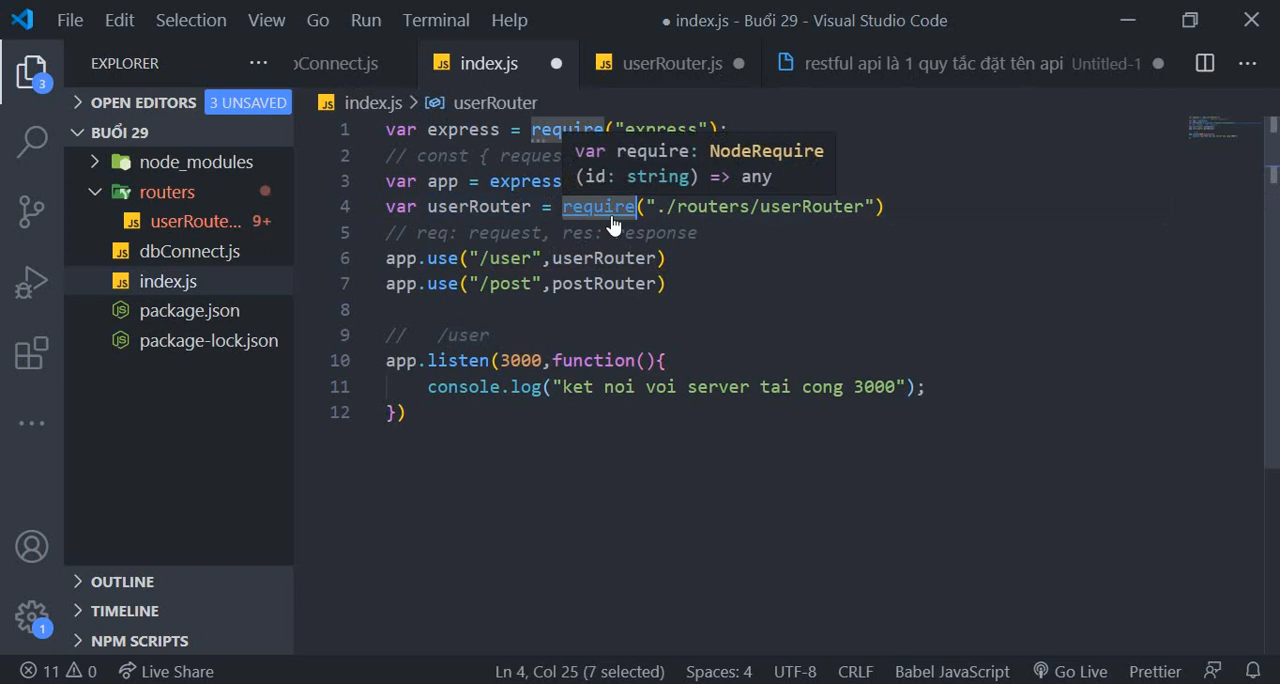 File Edit Selection View Go Run Terminal Help
● index.js - Buổi 29 - Visual Studio Code
EXPLORER
Connect.js
index.js
userRouter.js
restful api là 1 quy tắc đặt tên api Untitled-1
OPEN EDITORS 3 UNSAVED
BUỔI 29
node_modules
routers
userRoute... 9+
dbConnect.js
index.js
package.json
package-lock.json
OUTLINE
TIMELINE
NPM SCRIPTS
3
1
index.js > userRouter
1 var express = require("express");
2 // const { reques
3 var app = express
var require: NodeRequire
(id: string) => any
4 var userRouter = require("./routers/userRouter")
5 // req: request, res: response
6 app.use("/user",userRouter)
7 app.use("/post",postRouter)
8
9 // /user
10 app.listen(3000,function(){
11 console.log("ket noi voi server tai cong 3000");
12 })
11 0 Live Share
Ln 4, Col 25 (7 selected) Spaces: 4 UTF-8 CRLF Babel JavaScript Go Live Prettier